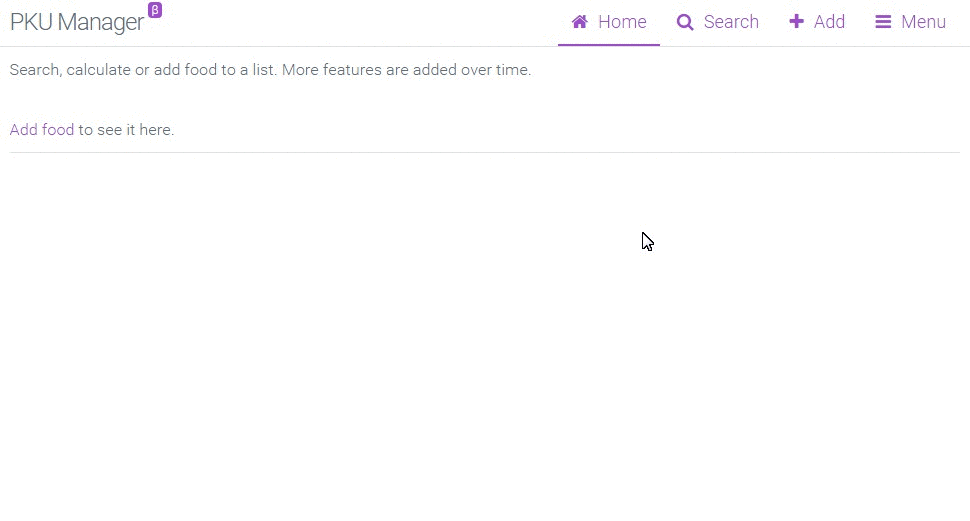 PKU Manager β
Home Search Add Menu
Search, calculate or add food to a list. More features are added over time.
Add food to see it here.